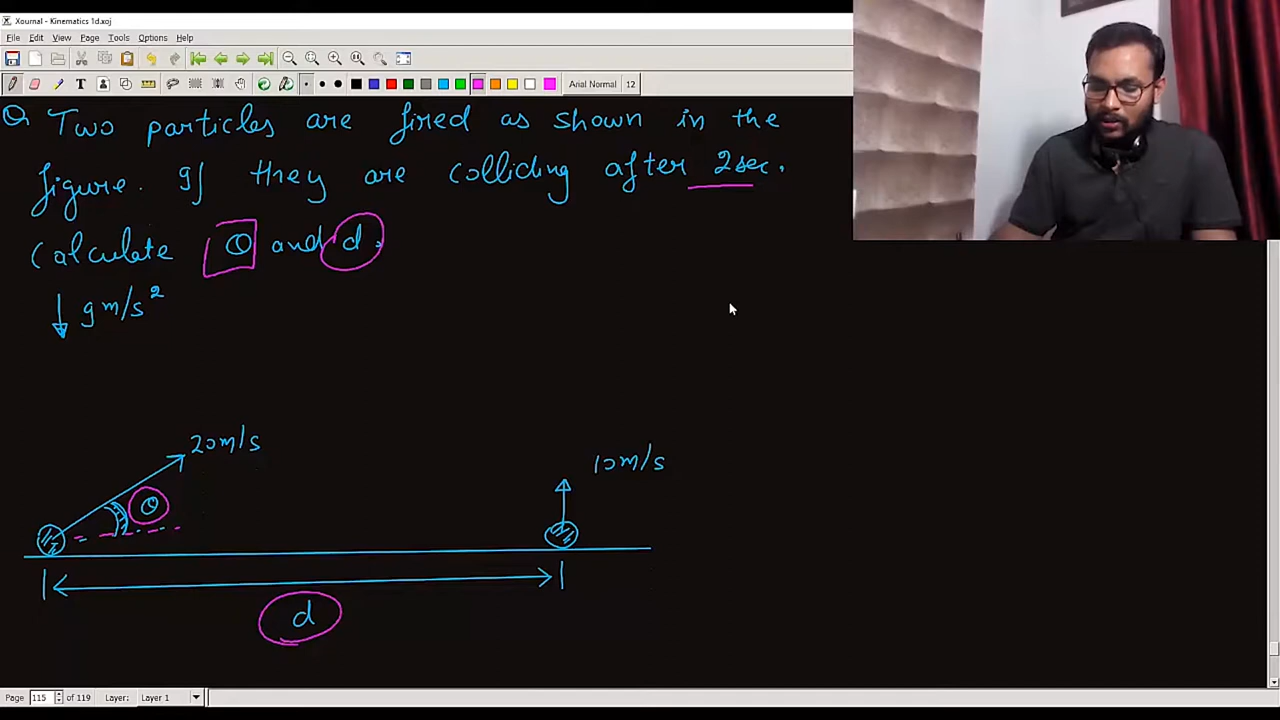 Xournal - Kinematics 1d.xoj
File Edit View Page Tools Options Help
Arial Normal 12
Q Two particles are fired as shown in the
figure. If they are colliding after 2sec.
Calculate θ and d.
↓ g m/s²
20m/s
10m/s
θ
d
Page 115 of 119 Layer: Layer 1